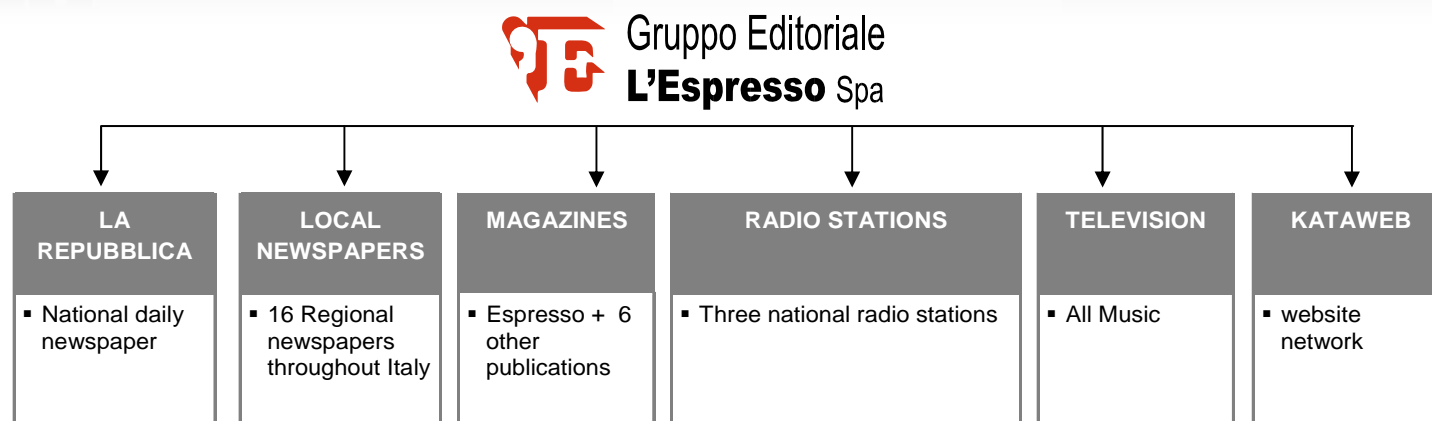 Gruppo Editoriale
L'Espresso Spa
LA
REPUBBLICA
▪ National daily
newspaper
LOCAL
NEWSPAPERS
▪ 16 Regional
newspapers
throughout Italy
MAGAZINES
▪ Espresso + 6
other
publications
RADIO STATIONS
▪ Three national radio stations
TELEVISION
▪ All Music
KATAWEB
▪ website
network